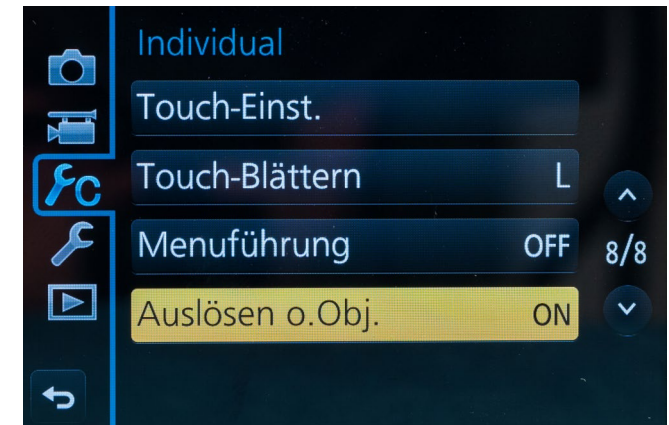 Individual
Touch-Einst.
Touch-Blättern L
Menuführung OFF
8/8
Auslösen o.Obj. ON
C